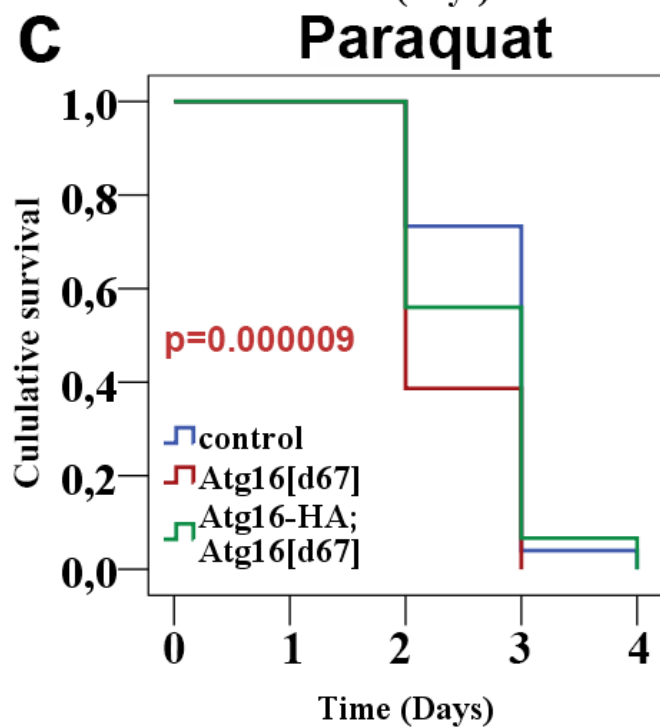 C Paraquat
1,0
0,8
0,6
0,4
0,2
0,0
Cululative survival
p=0.000009
control
Atg16[d67]
Atg16-HA;
Atg16[d67]
0 1 2 3 4
Time (Days)